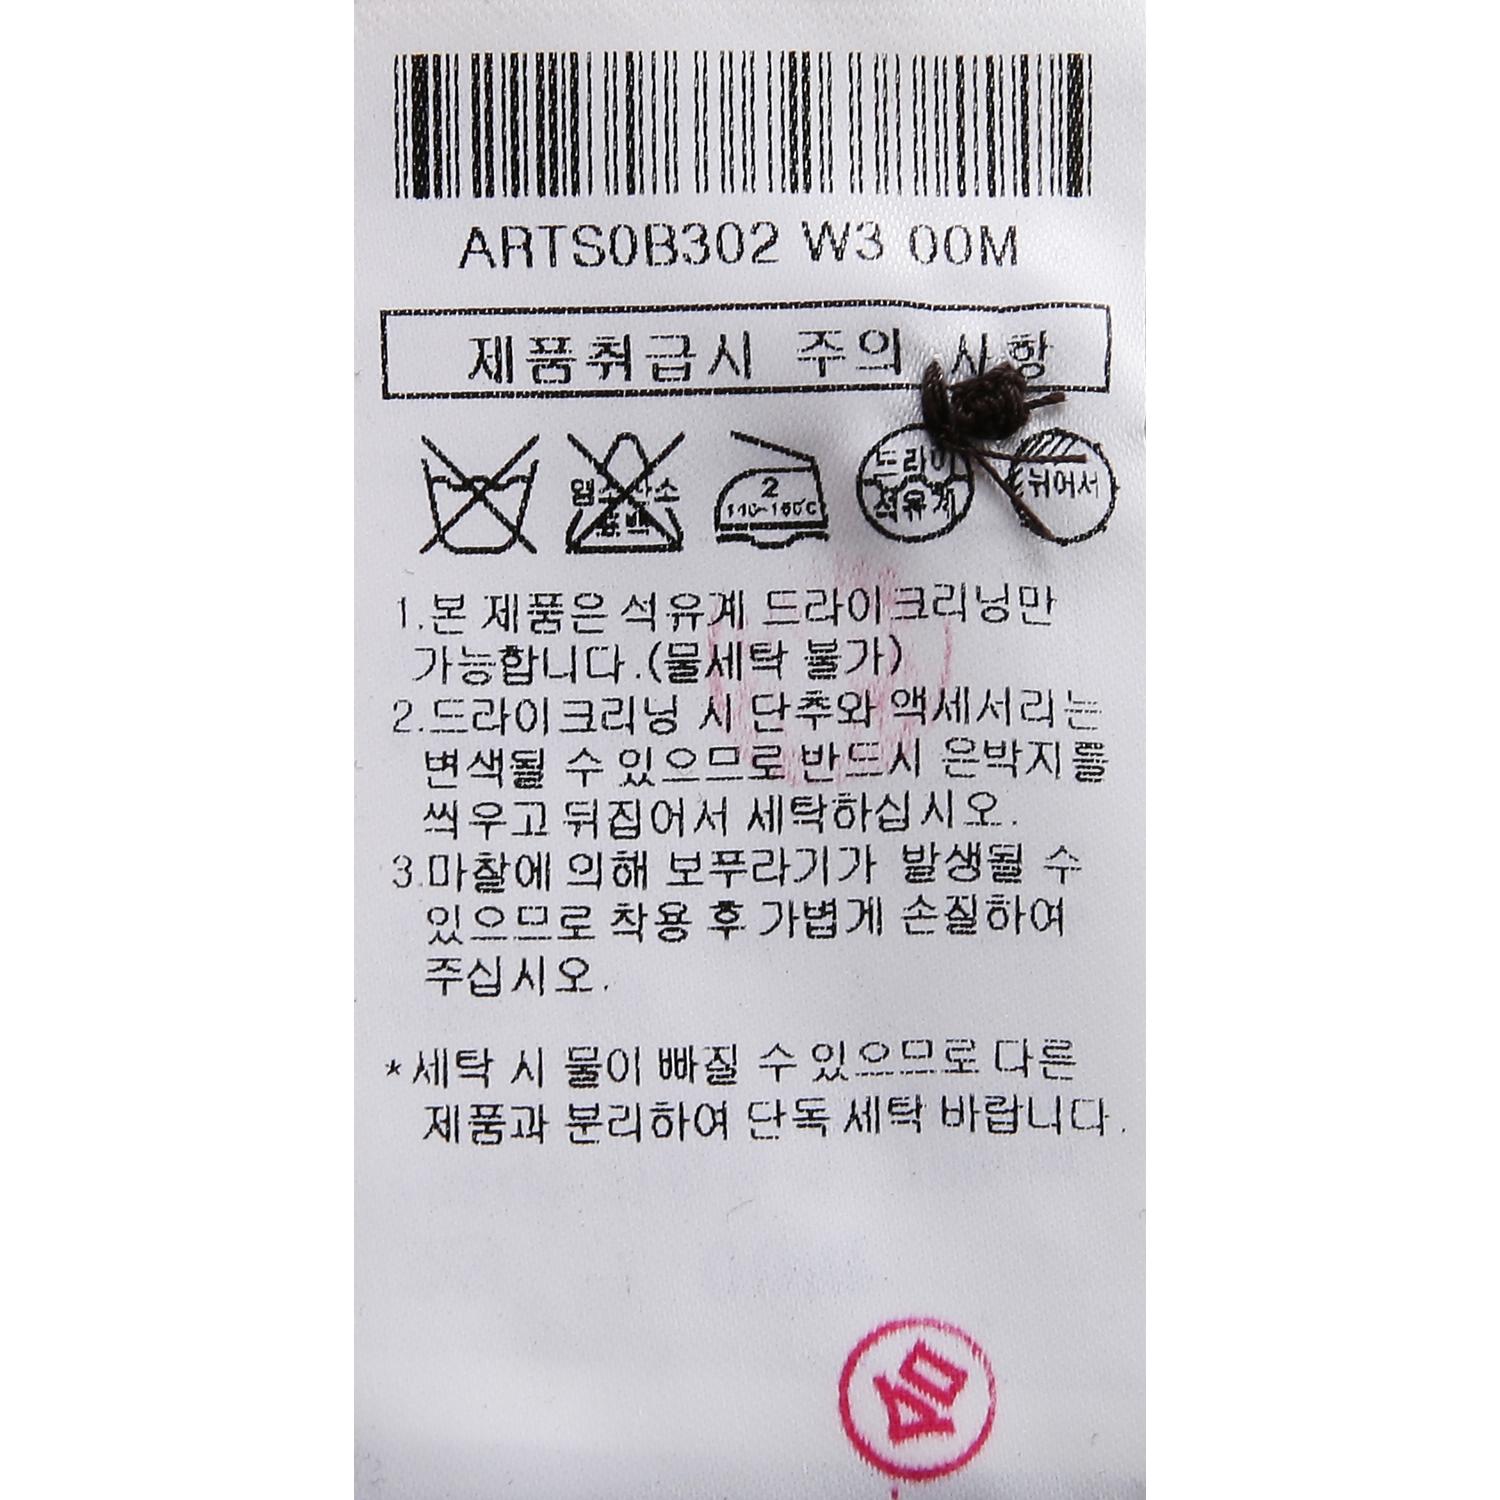 ARTS0B302 W3 00M
제품취급시 주의 사항
염소산소
표백
2
110~150℃
드라이
석유계
뉘어서
1.본 제품은 석유계 드라이크리닝만
가능합니다.(물세탁 불가)
2.드라이크리닝 시 단추와 액세서리는
변색될 수 있으므로 반드시 은박지를
씌우고 뒤집어서 세탁하십시오.
3.마찰에 의해 보푸라기가 발생될 수
있으므로 착용 후 가볍게 손질하여
주십시오.
*세탁 시 물이 빠질 수 있으므로 다른
제품과 분리하여 단독 세탁 바랍니다.